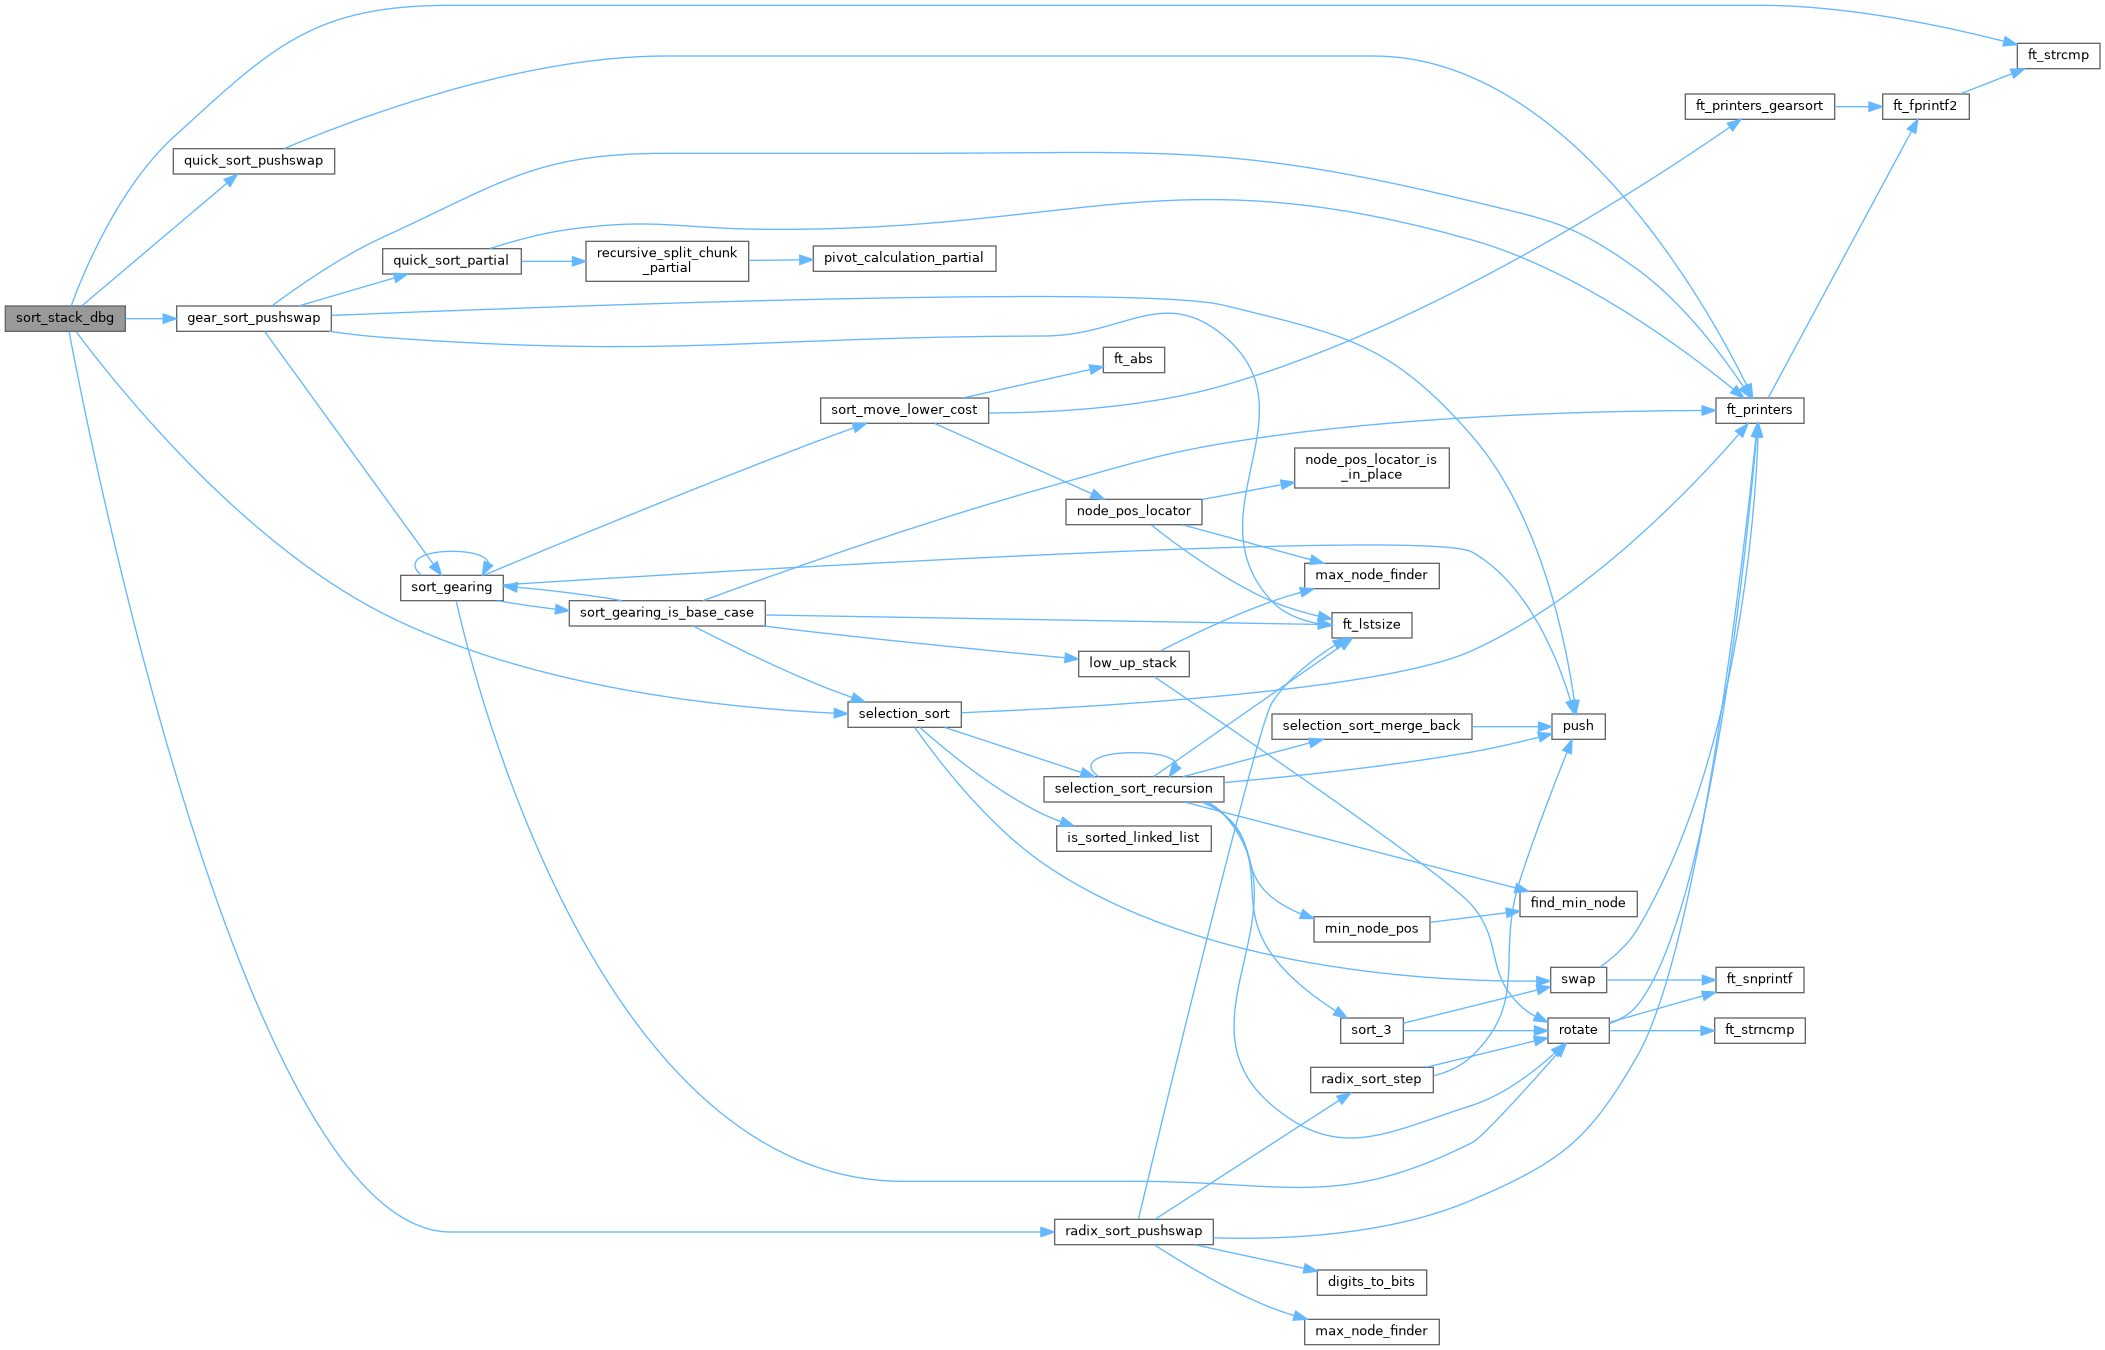 ft_strcmp
ft_printers_gearsort
ft_fprintf2
quick_sort_pushswap
quick_sort_partial
recursive_split_chunk
_partial
pivot_calculation_partial
sort_stack_dbg
gear_sort_pushswap
ft_abs
sort_move_lower_cost
ft_printers
node_pos_locator_is
_in_place
node_pos_locator
max_node_finder
sort_gearing
sort_gearing_is_base_case
ft_lstsize
low_up_stack
selection_sort
selection_sort_merge_back
push
selection_sort_recursion
is_sorted_linked_list
find_min_node
min_node_pos
swap
ft_snprintf
sort_3
rotate
ft_strncmp
radix_sort_step
radix_sort_pushswap
digits_to_bits
max_node_finder